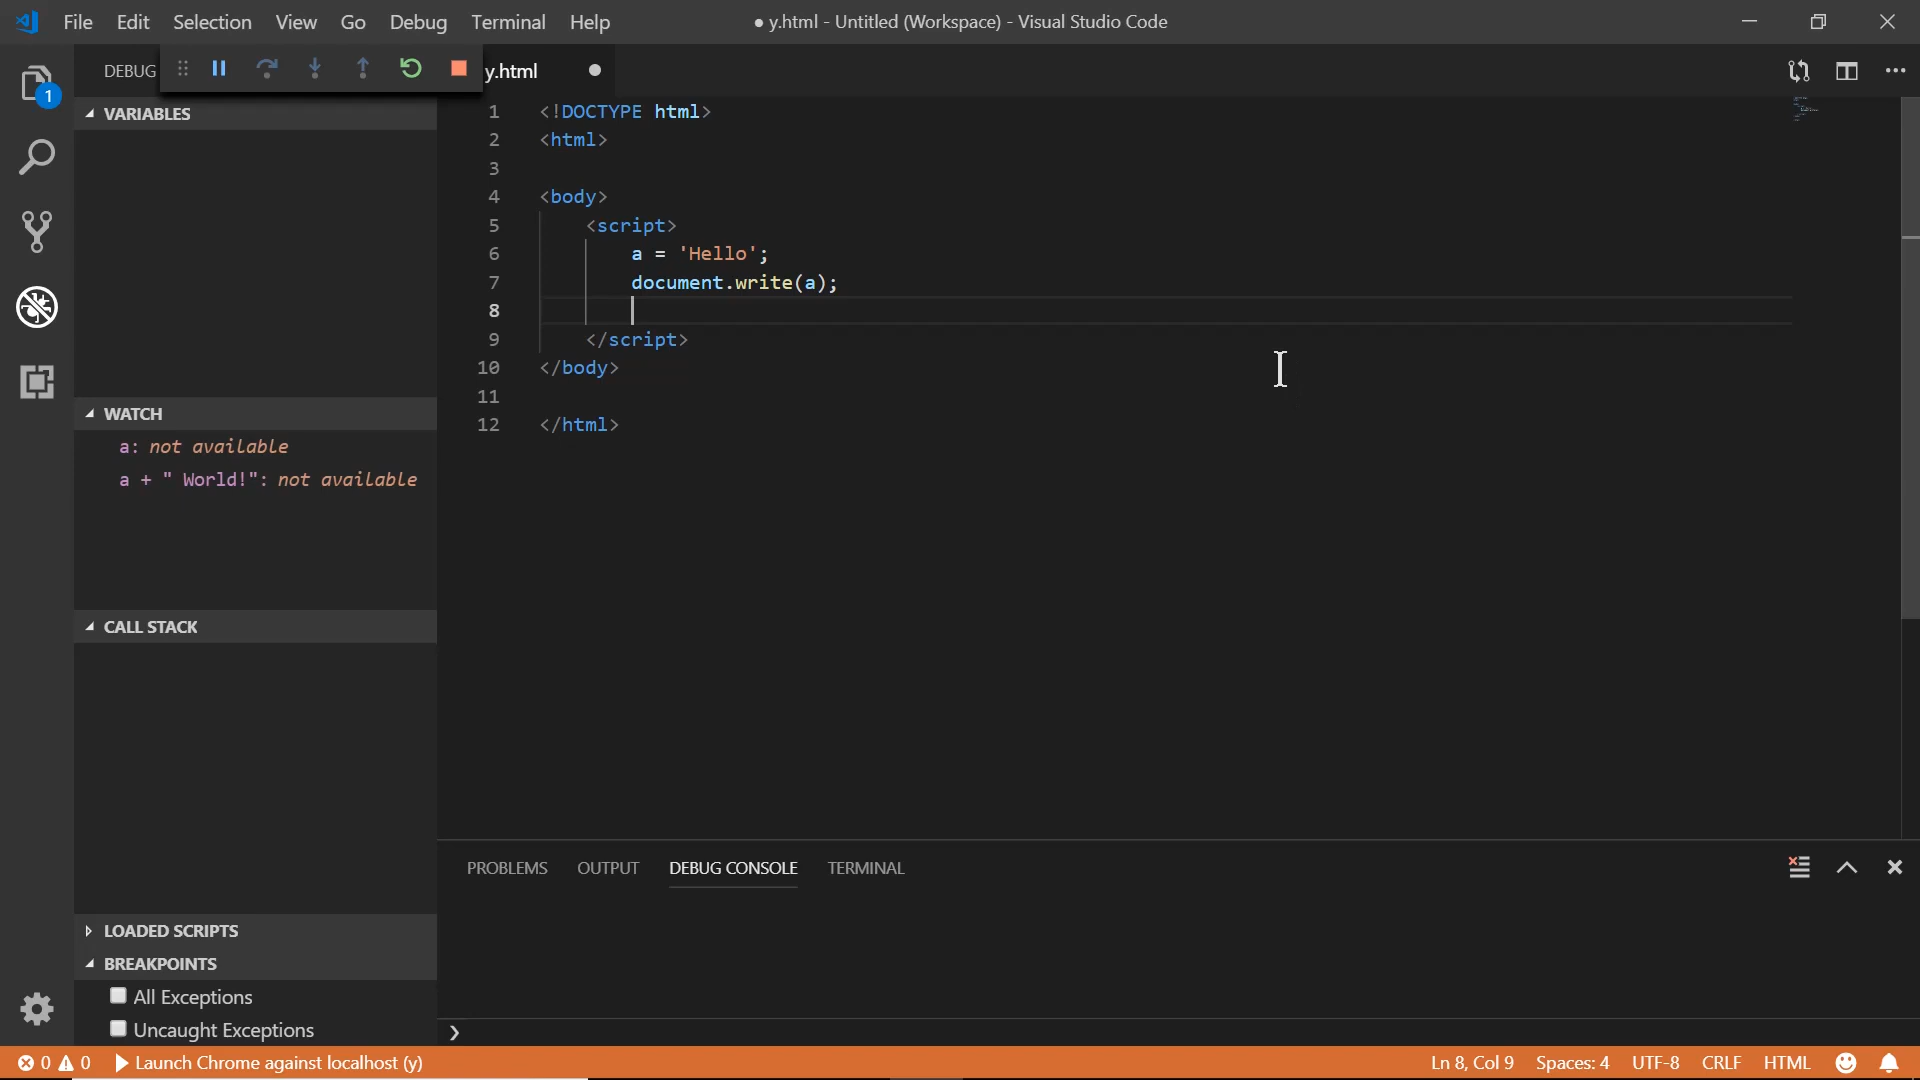 File Edit Selection View Go Debug Terminal Help
● y.html - Untitled (Workspace) - Visual Studio Code
DEBUG
y.html
1
VARIABLES
WATCH
a: not available
a + " World!": not available
CALL STACK
LOADED SCRIPTS
BREAKPOINTS
All Exceptions
Uncaught Exceptions
1 <!DOCTYPE html>
2 <html>
3
4 <body>
5 <script>
6 a = 'Hello';
7 document.write(a);
8
9 </script>
10 </body>
11
12 </html>
PROBLEMS OUTPUT DEBUG CONSOLE TERMINAL
0 0 Launch Chrome against localhost (y)
Ln 8, Col 9 Spaces: 4 UTF-8 CRLF HTML